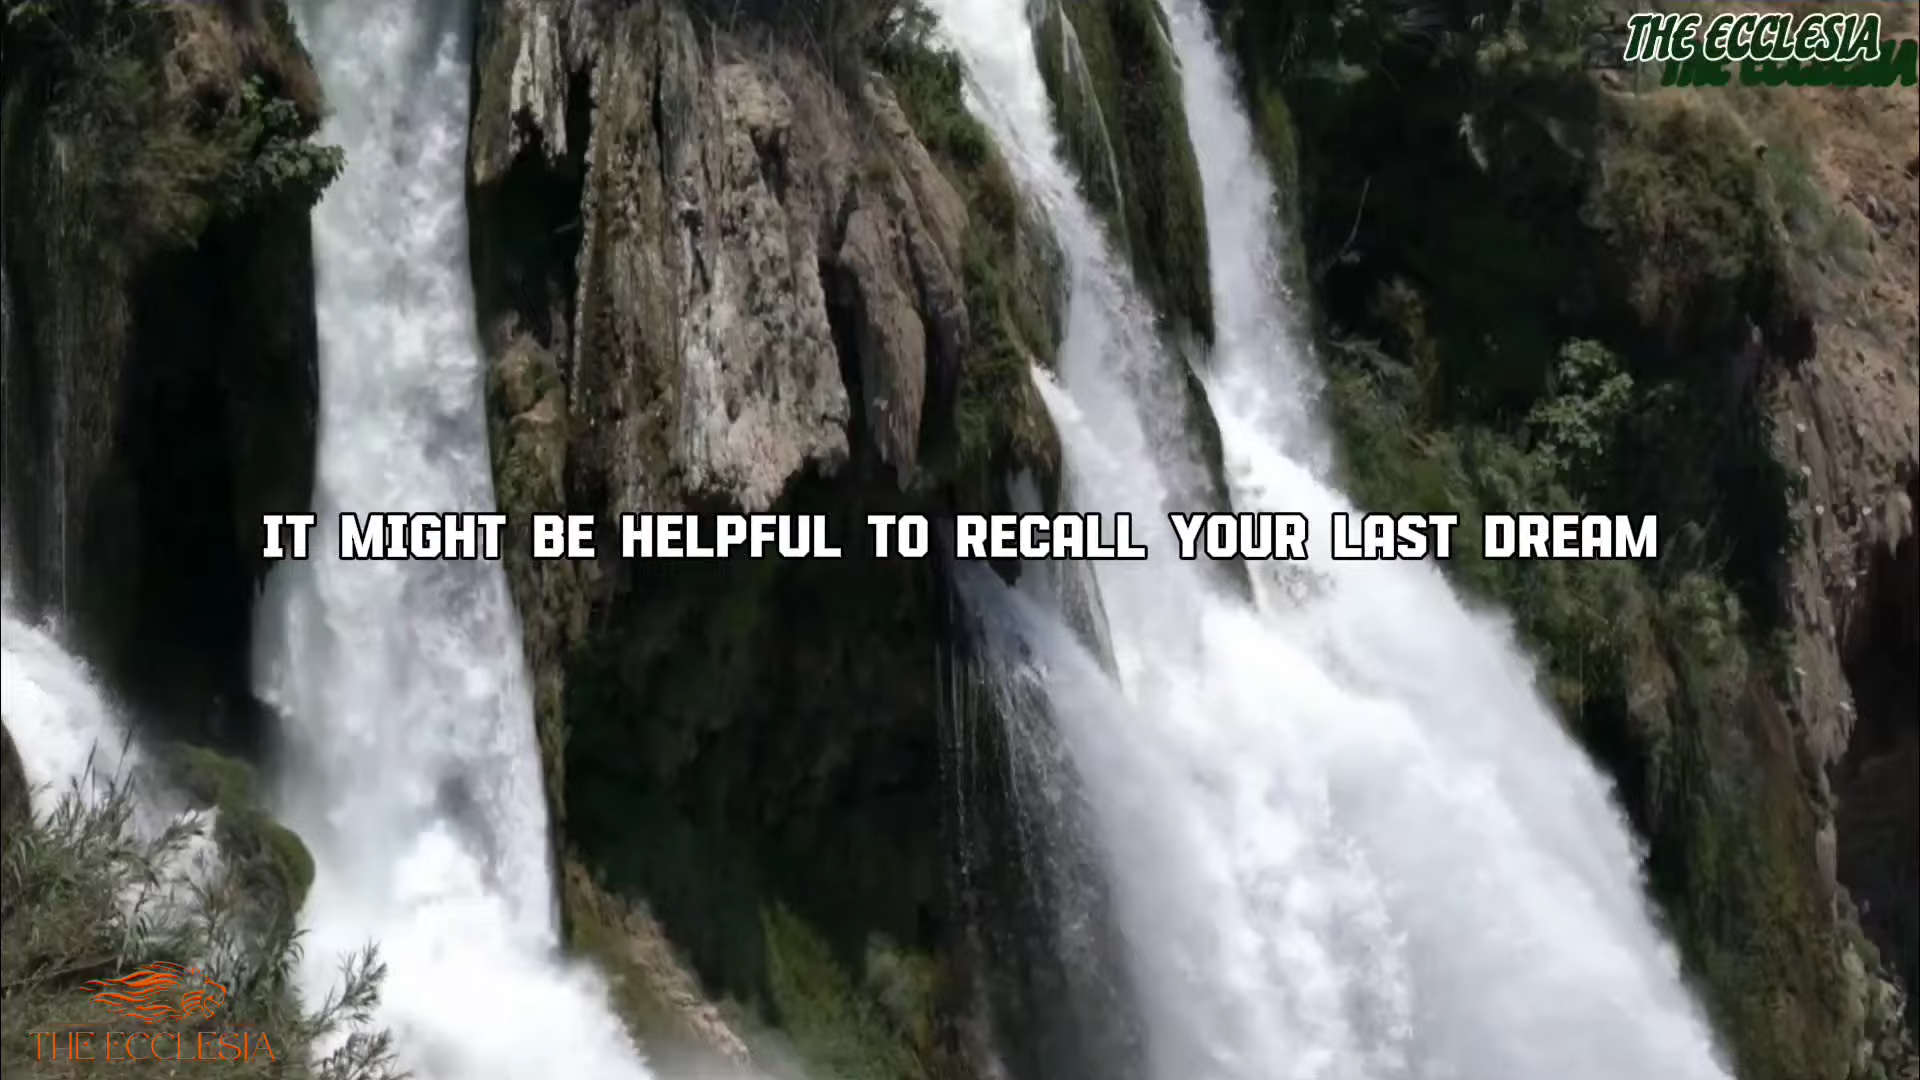 THE ECCLESIA
IT MIGHT BE HELPFUL TO RECALL YOUR LAST DREAM
THE ECCLESIA